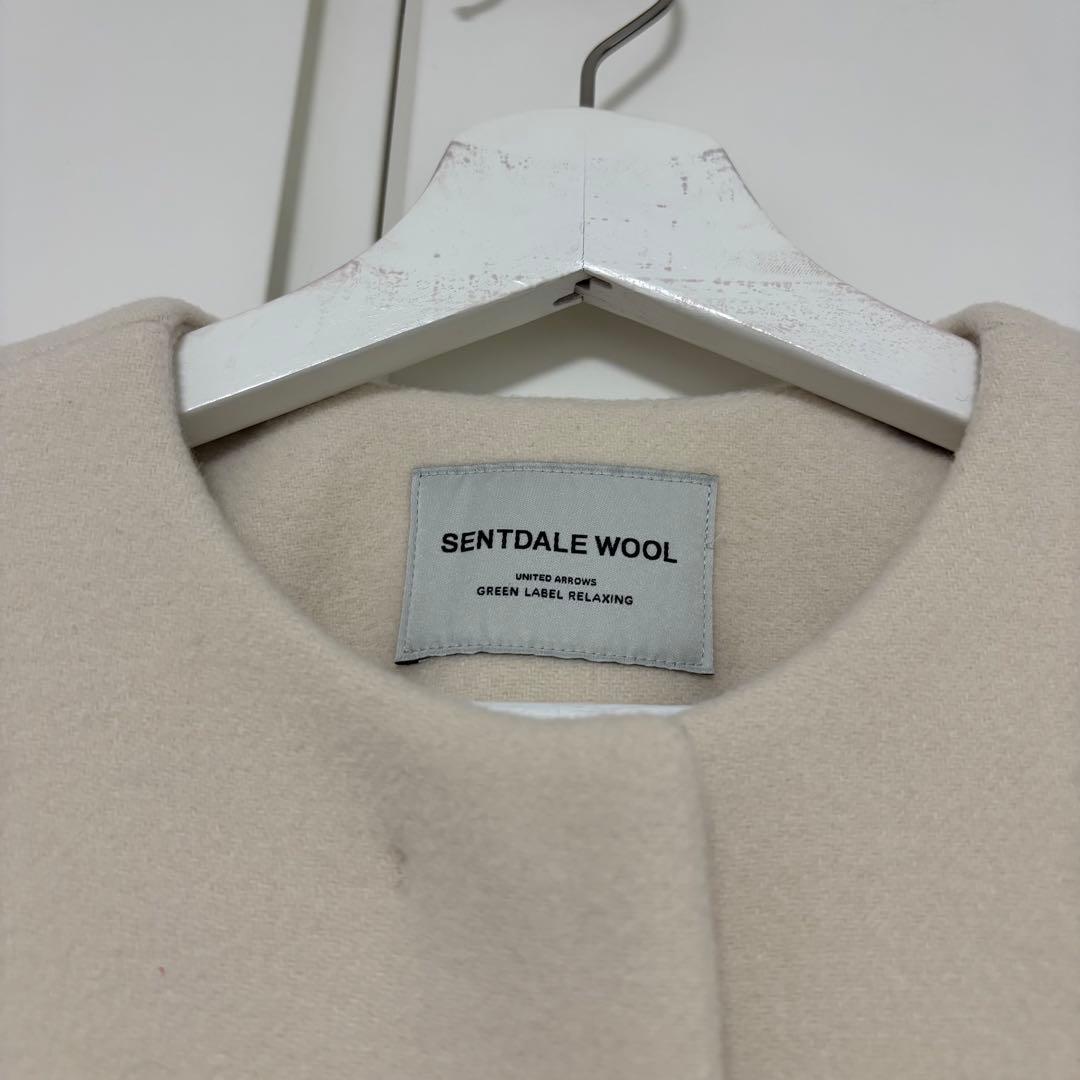 SENTDALE WOOL
UNITED ARROWS
GREEN LABEL RELAXING